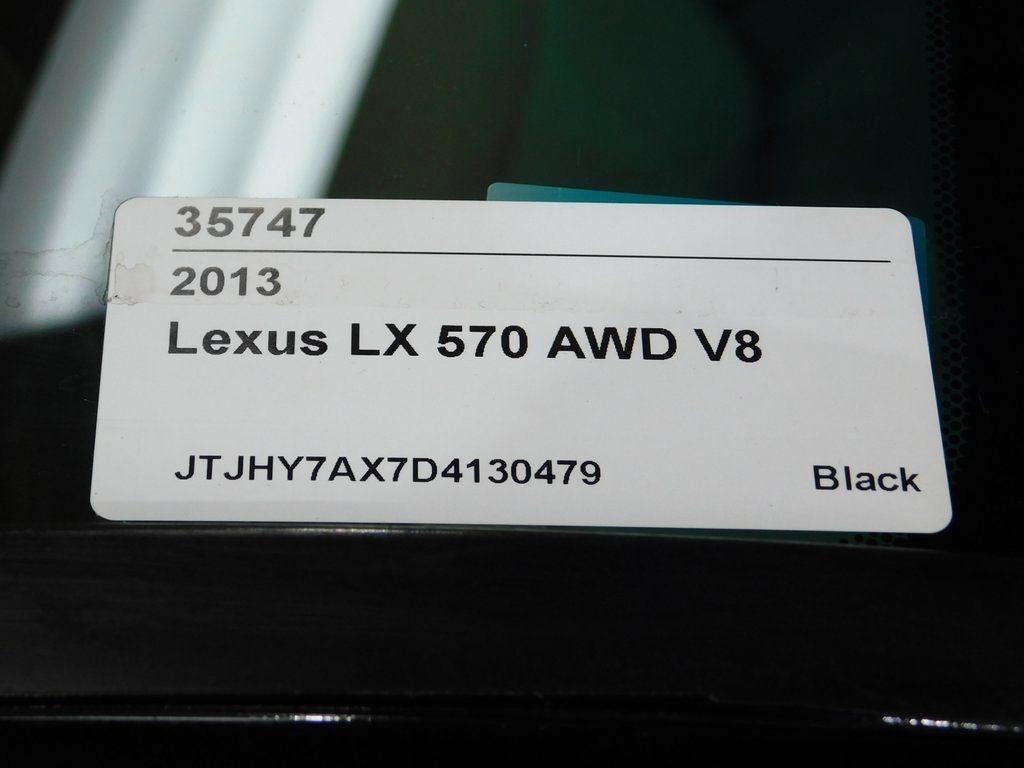 35747
2013
Lexus LX 570 AWD V8
JTJHY7AX7D4130479 Black